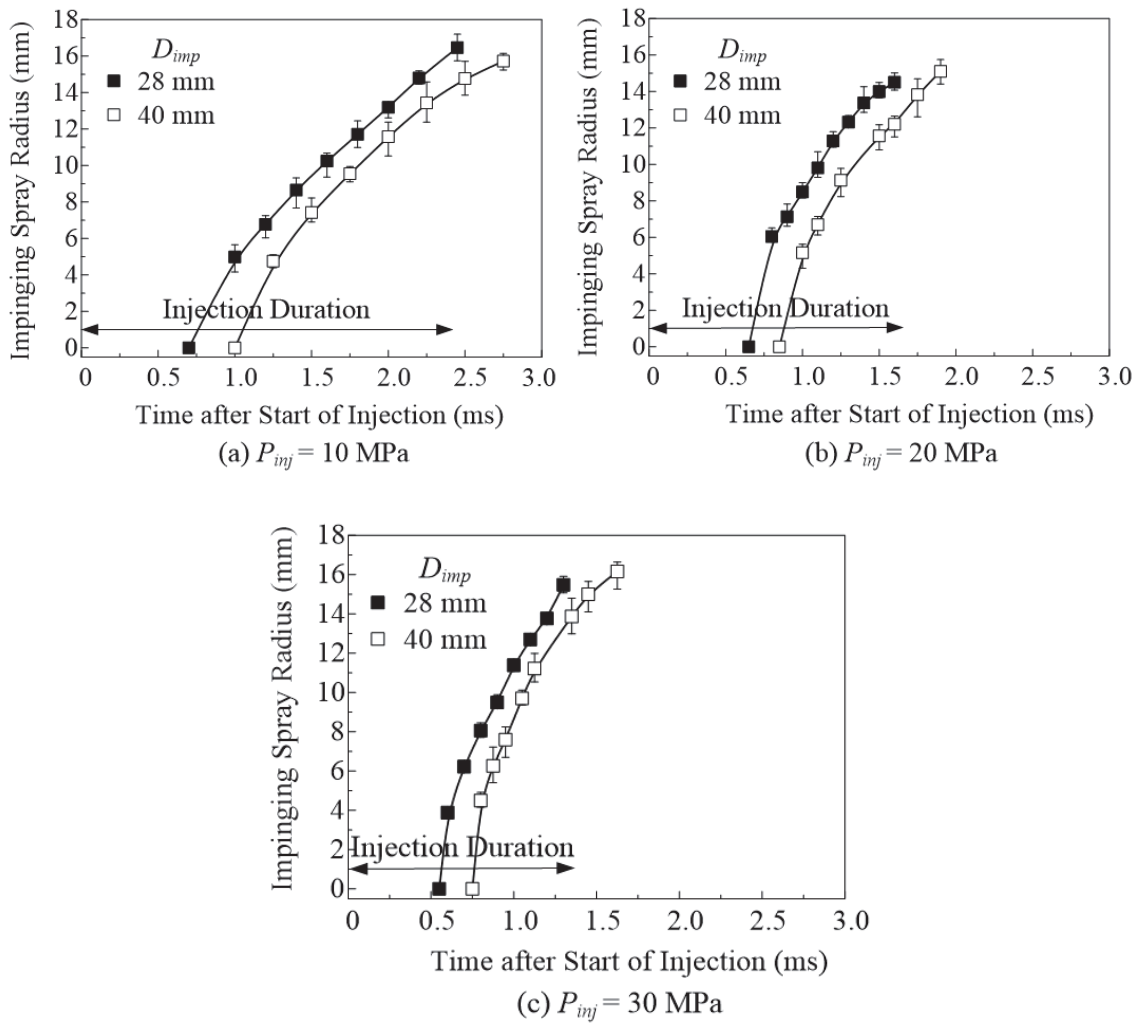 Impinging Spray Radius (mm)
18
16
14
12
10
8
6
4
2
0
D_imp
28 mm
40 mm
Injection Duration
0 0.5 1.0 1.5 2.0 2.5 3.0
Time after Start of Injection (ms)
(a) P_inj = 10 MPa
Impinging Spray Radius (mm)
18
16
14
12
10
8
6
4
2
0
D_imp
28 mm
40 mm
Injection Duration
0 0.5 1.0 1.5 2.0 2.5 3.0
Time after Start of Injection (ms)
(b) P_inj = 20 MPa
Impinging Spray Radius (mm)
18
16
14
12
10
8
6
4
2
0
D_imp
28 mm
40 mm
Injection Duration
0 0.5 1.0 1.5 2.0 2.5 3.0
Time after Start of Injection (ms)
(c) P_inj = 30 MPa